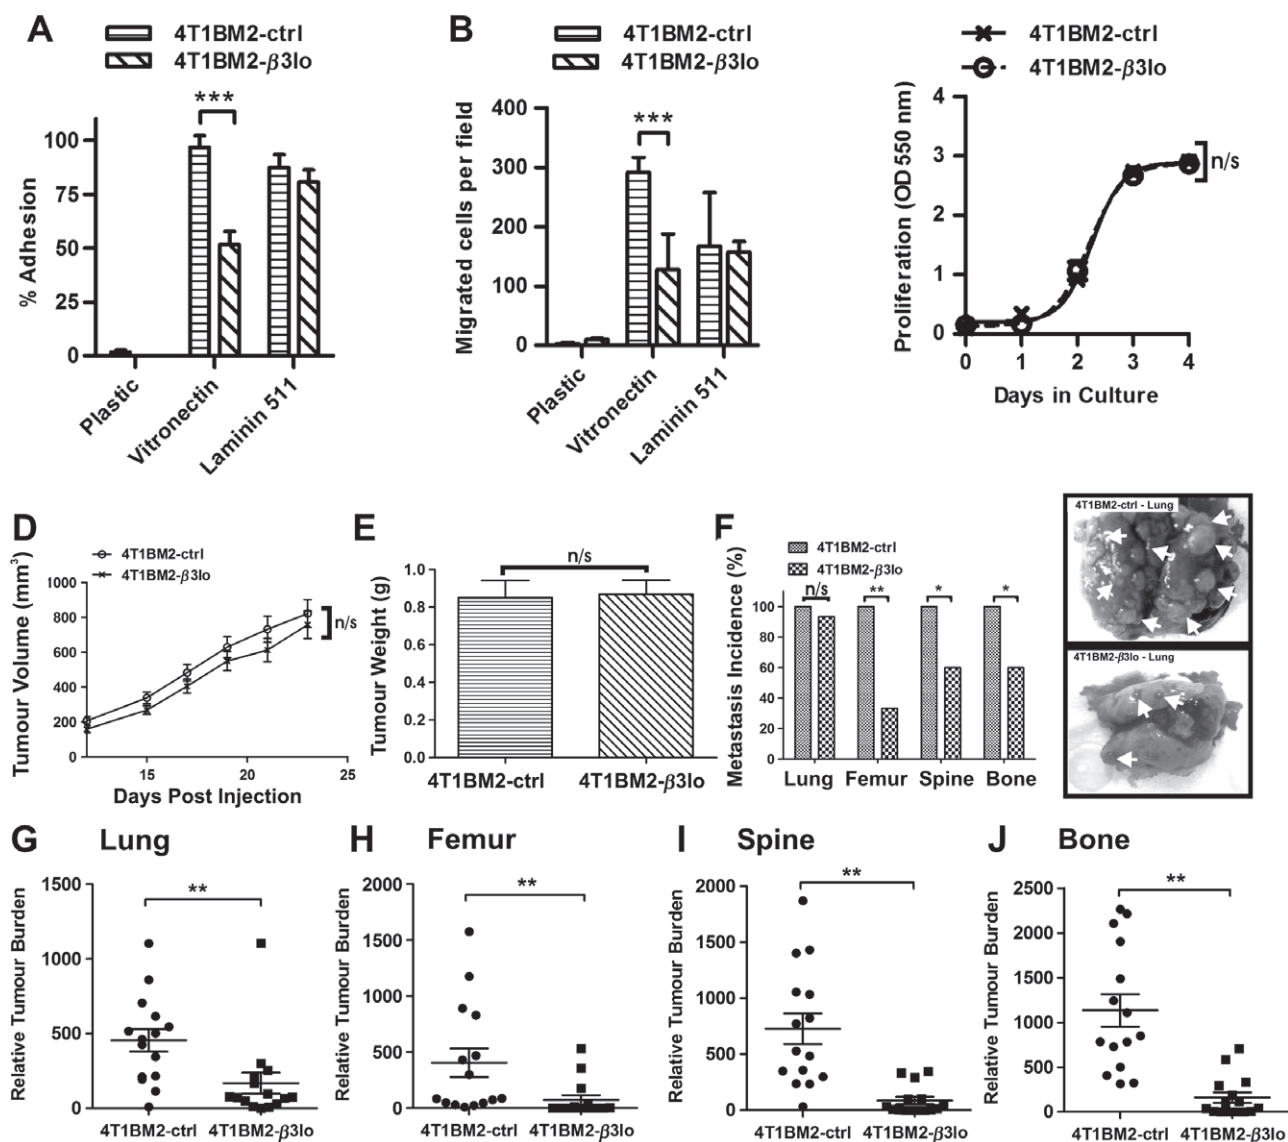 A
4T1BM2-ctrl
4T1BM2-β3lo
***
% Adhesion
100
75
50
25
0
Plastic
Vitronectin
Laminin 511
B
4T1BM2-ctrl
4T1BM2-β3lo
***
Migrated cells per field
400
300
200
100
0
Plastic
Vitronectin
Laminin 511
4T1BM2-ctrl
4T1BM2-β3lo
Proliferation (OD 550 nm)
4
3
2
1
0
n/s
0 1 2 3 4
Days in Culture
D
4T1BM2-ctrl
4T1BM2-β3lo
Tumour Volume (mm³)
1000
800
600
400
200
0
n/s
15 20 25
Days Post Injection
E
n/s
Tumour Weight (g)
1.0
0.8
0.6
0.4
0.2
0.0
4T1BM2-ctrl 4T1BM2-β3lo
F
4T1BM2-ctrl
4T1BM2-β3lo
n/s ** * *
Metastasis Incidence (%)
100
80
60
40
20
0
Lung Femur Spine Bone
4T1BM2-ctrl - Lung
4T1BM2-β3lo - Lung
G Lung
**
Relative Tumour Burden
1500
1000
500
0
4T1BM2-ctrl 4T1BM2-β3lo
H Femur
**
Relative Tumour Burden
2000
1500
1000
500
0
4T1BM2-ctrl 4T1BM2-β3lo
I Spine
**
Relative Tumour Burden
2000
1500
1000
500
0
4T1BM2-ctrl 4T1BM2-β3lo
J Bone
**
Relative Tumour Burden
2500
2000
1500
1000
500
0
4T1BM2-ctrl 4T1BM2-β3lo